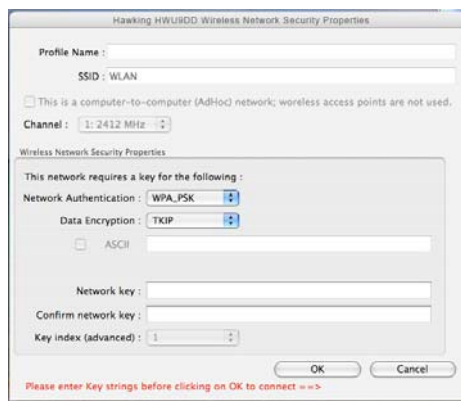 Hawking HWU9DD Wireless Network Security Properties
Profile Name :
SSID : WLAN
This is a computer-to-computer (AdHoc) network; woreless access points are not used.
Channel : 1: 2412 MHz
Wireless Network Security Properties
This network requires a key for the following :
Network Authentication : WPA_PSK
Data Encryption : TKIP
ASCII
Network key :
Confirm network key :
Key index (advanced) : 1
OK Cancel
Please enter Key strings before clicking on OK to connect ==>